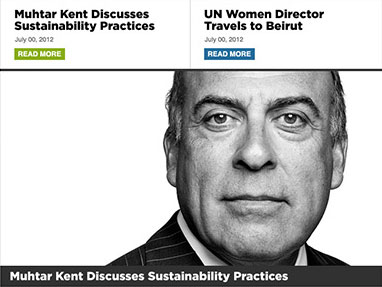 Muhtar Kent Discusses
Sustainability Practices
July 00, 2012
READ MORE
UN Women Director
Travels to Beirut
July 00, 2012
READ MORE
Muhtar Kent Discusses Sustainability Practices